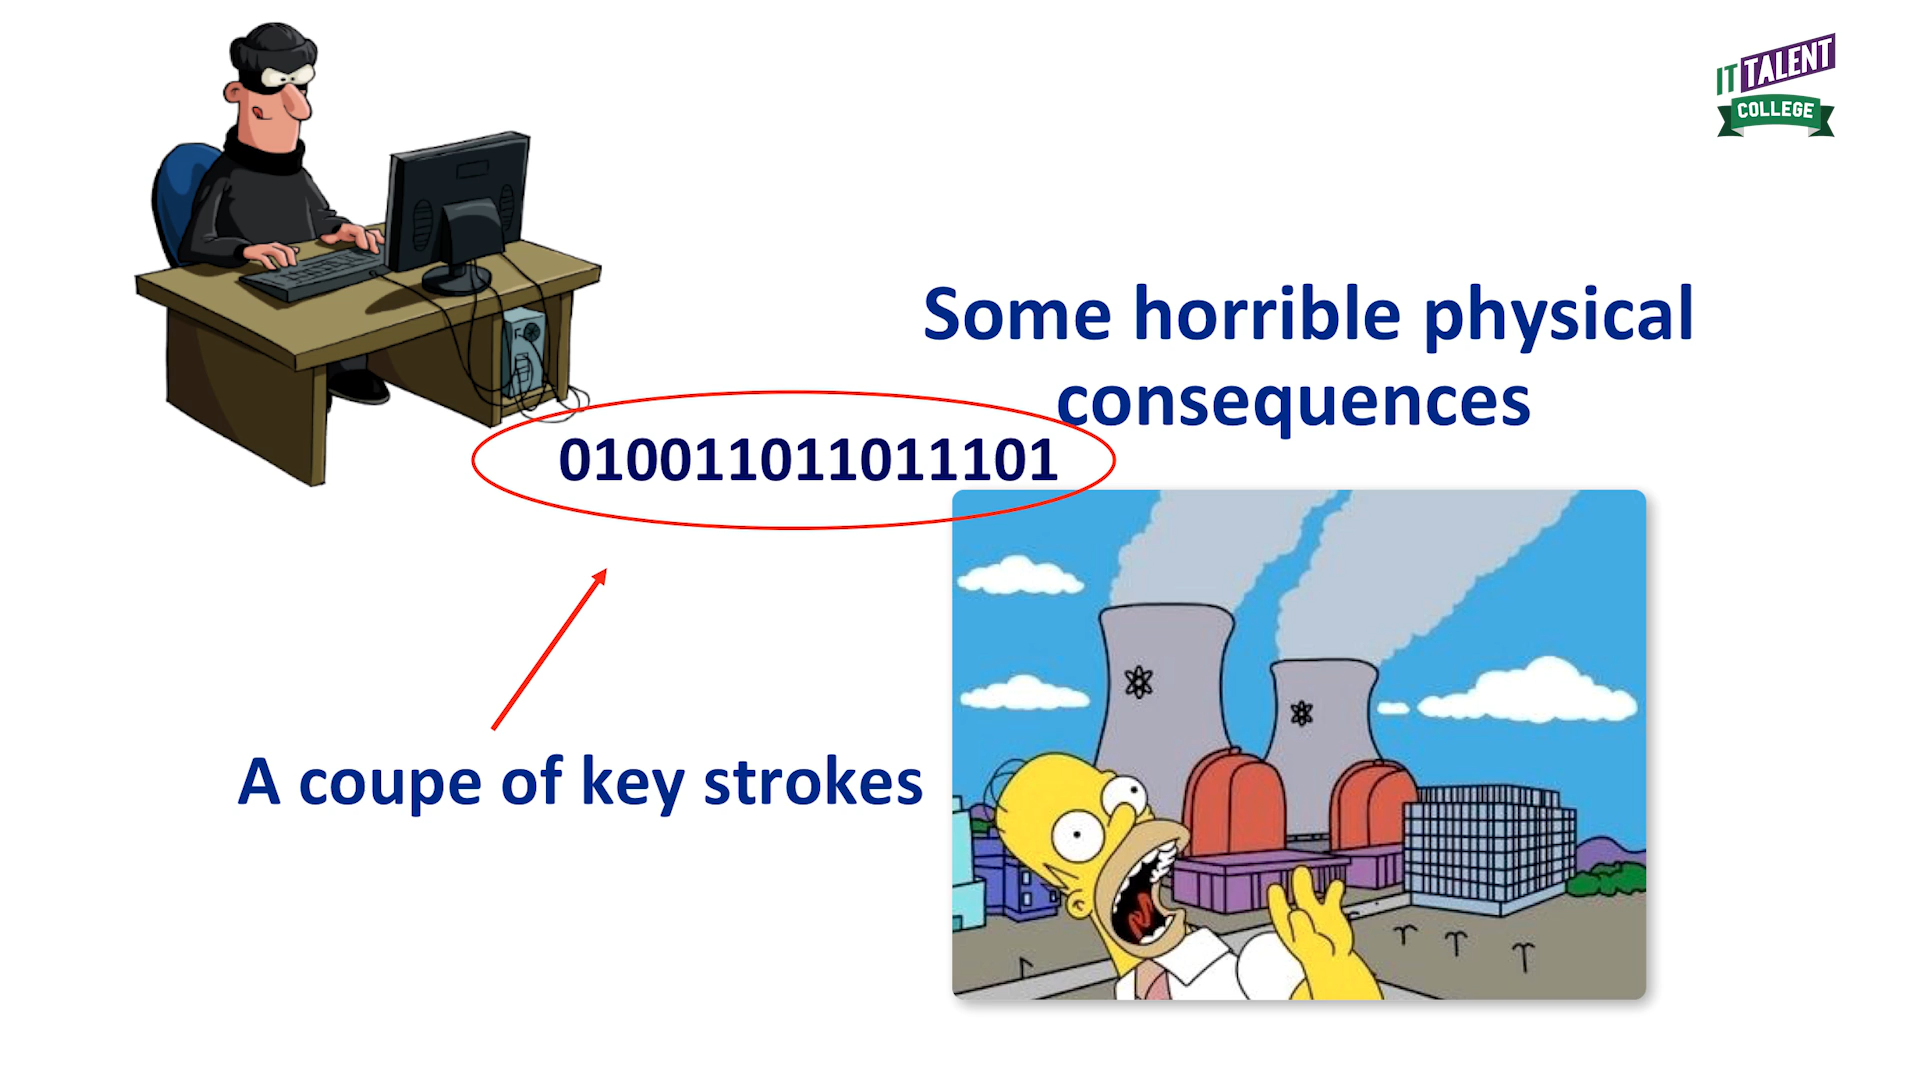 IT TALENT
COLLEGE
Some horrible physical
consequences
010011011011101
A coupe of key strokes